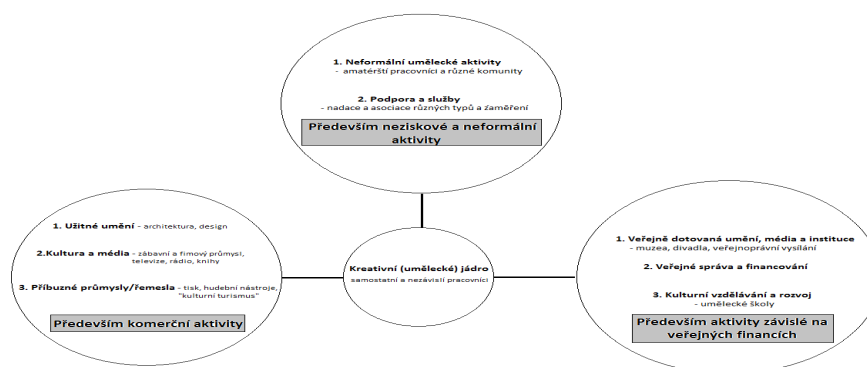 1. Neformální umělecké aktivity
- amatérští pracovníci a různé komunity
2. Podpora a služby
- nadace a asociace různých typů a zaměření
Především neziskové a neformální
aktivity
1. Užitné umění - architektura, design
2.Kultura a média - zábavní a fimový průmysl,
televize, rádio, knihy
3. Příbuzné průmysly/řemesla - tisk, hudební nástroje,
"kulturní turismus"
Především komerční aktivity
Kreativní (umělecké) jádro
samostatní a nezávislí pracovníci
1. Veřejně dotovaná umění, média a instituce
- muzea, divadla, veřejnoprávní vysílání
2. Veřejné správa a financování
3. Kulturní vzdělávání a rozvoj
- umělecké školy
Především aktivity závislé na
veřejných financích